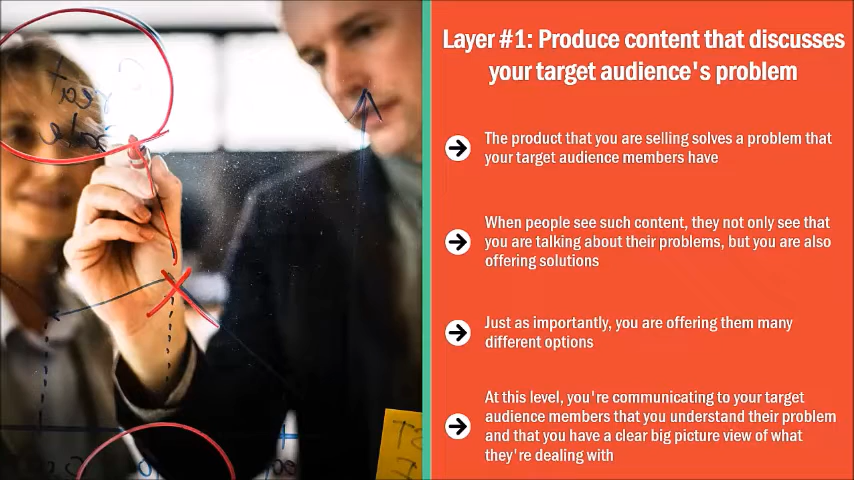 Layer #1: Produce content that discusses
your target audience's problem
The product that you are selling solves a problem that
your target audience members have
When people see such content, they not only see that
you are talking about their problems, but you are also
offering solutions
Just as importantly, you are offering them many
different options
At this level, you're communicating to your target
audience members that you understand their problem
and that you have a clear big picture view of what
they're dealing with